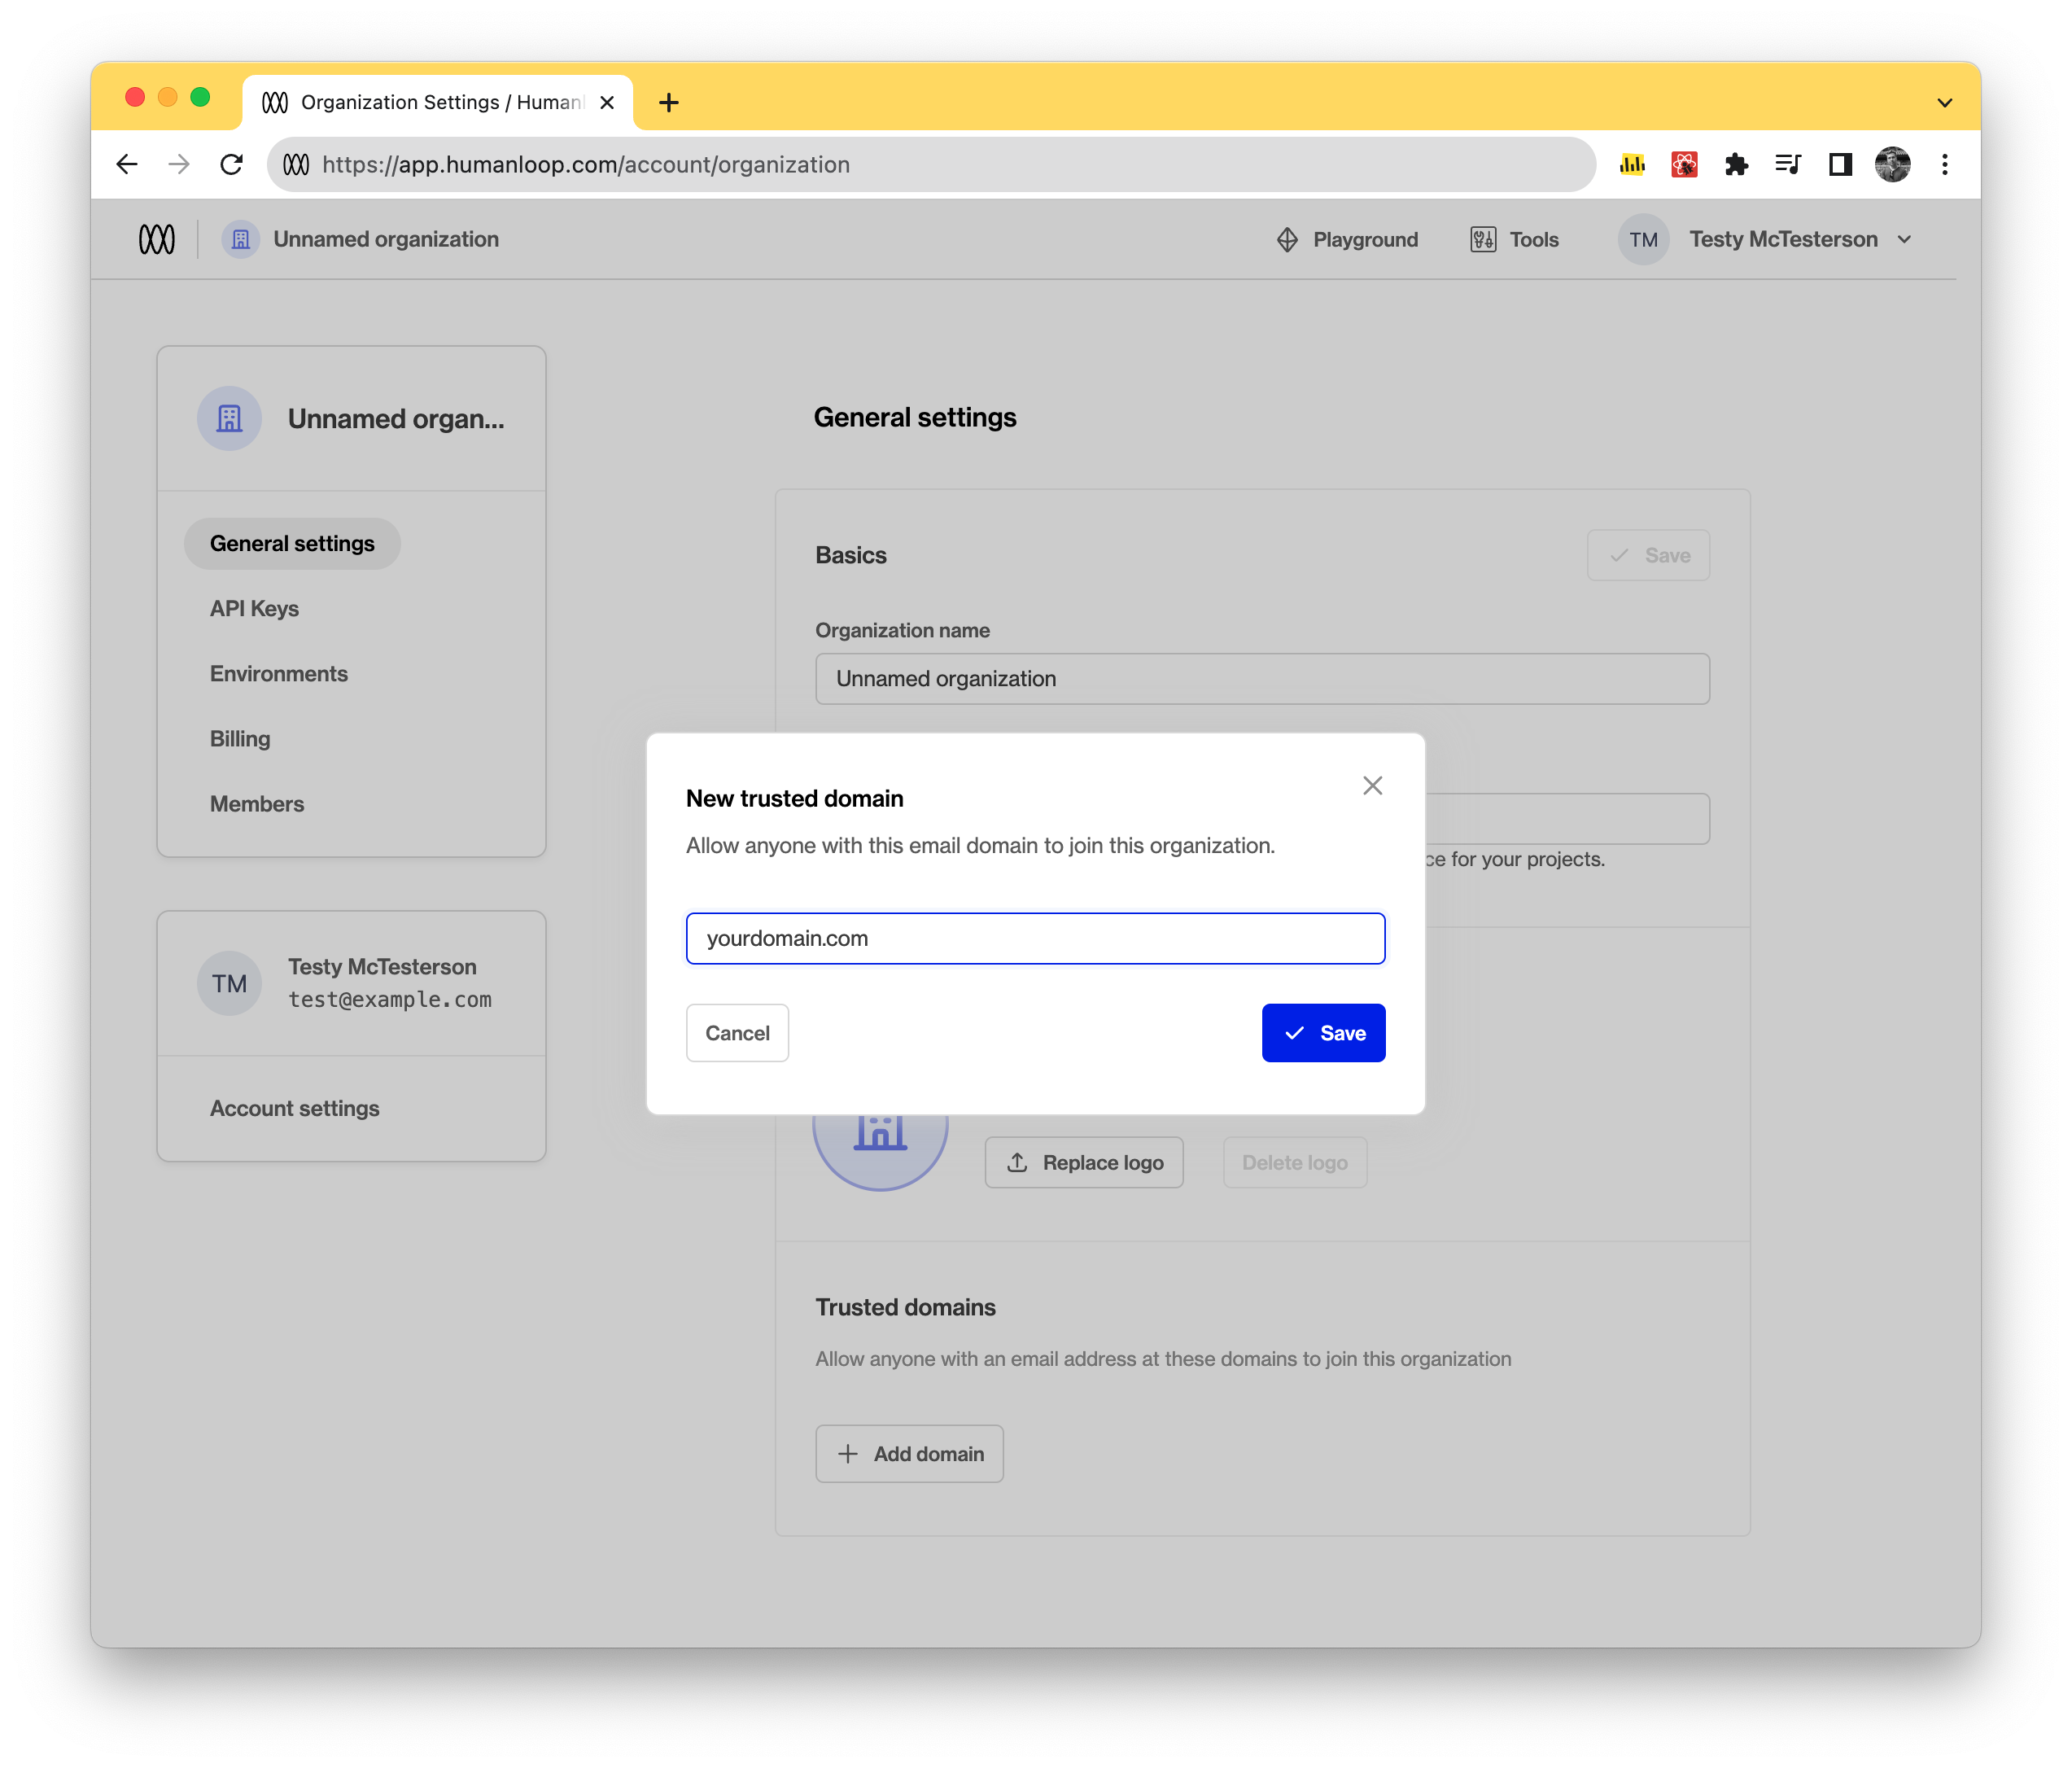 Organization Settings / Human
https://app.humanloop.com/account/organization
Unnamed organization
Playground
Tools
TM
Testy McTesterson
Unnamed organ...
General settings
API Keys
Environments
Billing
Members
TM
Testy McTesterson
test@example.com
Account settings
General settings
Basics
Save
Organization name
Unnamed organization
for your projects.
New trusted domain
Allow anyone with this email domain to join this organization.
yourdomain.com
Cancel
Save
Replace logo
Delete logo
Trusted domains
Allow anyone with an email address at these domains to join this organization
Add domain